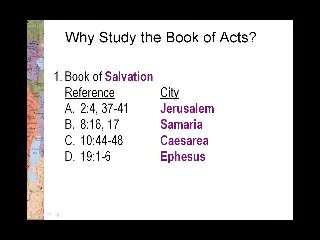 Why Study the Book of Acts?
1. Book of Salvation
Reference City
A. 2:4, 37-41 Jerusalem
B. 8:16, 17 Samaria
C. 10:44-48 Caesarea
D. 19:1-6 Ephesus